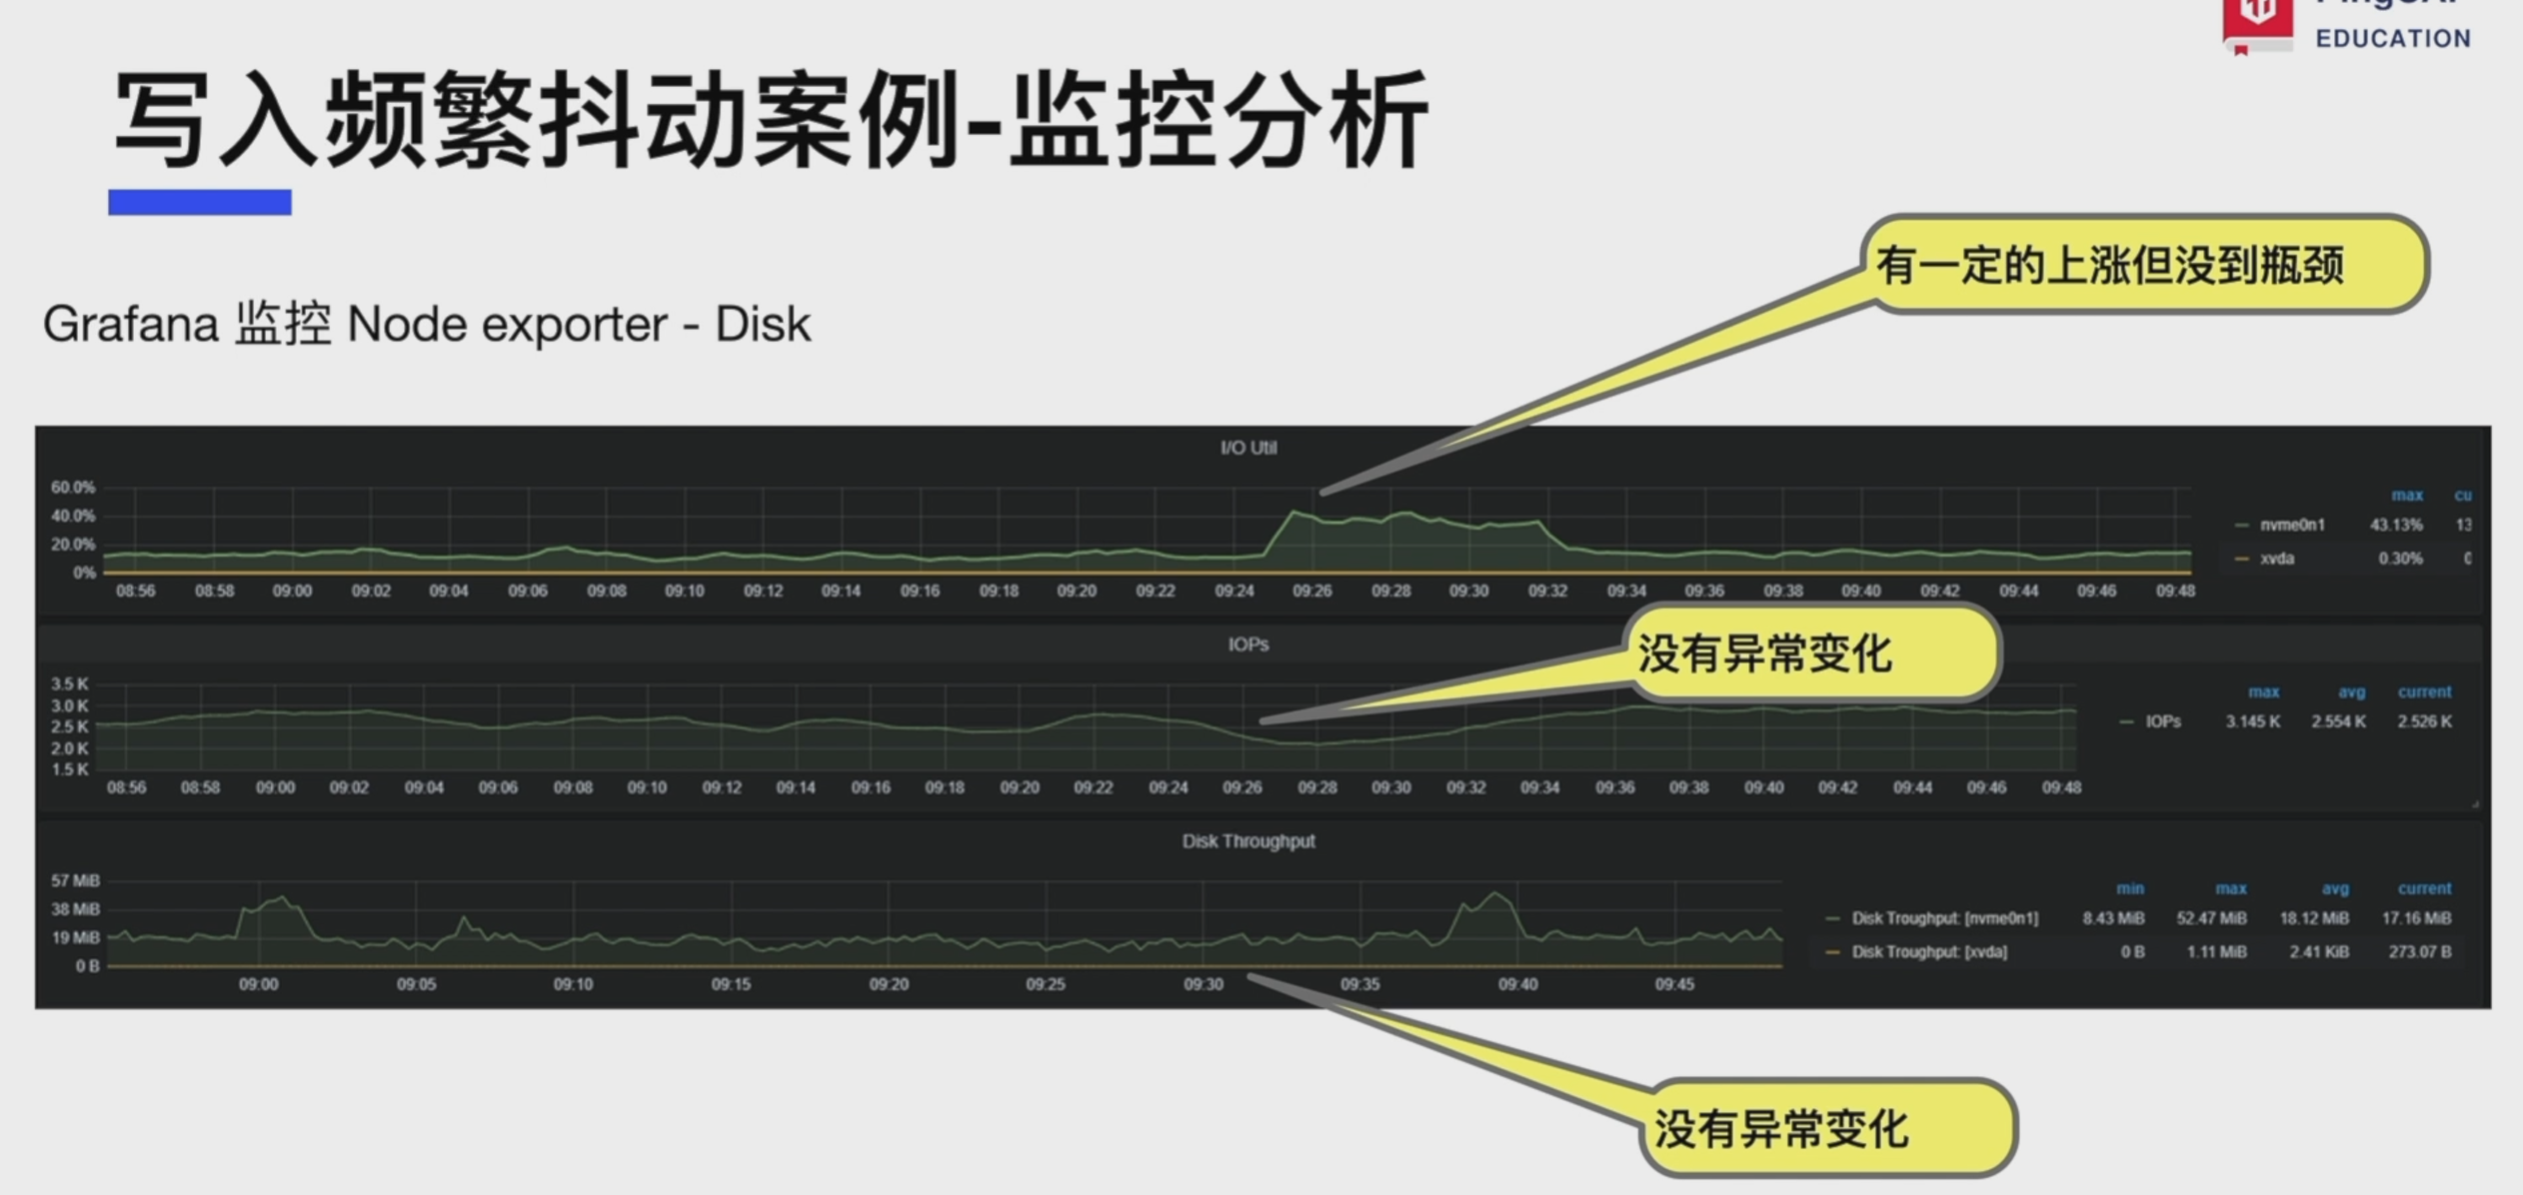 EDUCATION
写入频繁抖动案例-监控分析
有一定的上涨但没到瓶颈
Grafana 监控 Node exporter - Disk
I/O Util
60.0%
40.0%
20.0%
0%
08:56 08:58 09:00 09:02 09:04 09:06 09:08 09:10 09:12 09:14 09:16 09:18 09:20 09:22 09:24 09:26 09:28 09:30 09:32 09:34 09:36 09:38 09:40 09:42 09:44 09:46 09:48
max cu
nvme0n1 43.13% 13
xvda 0.30% 0
没有异常变化
IOPs
3.5 K
3.0 K
2.5 K
2.0 K
1.5 K
08:56 08:58 09:00 09:02 09:04 09:06 09:08 09:10 09:12 09:14 09:16 09:18 09:20 09:22 09:24 09:26 09:28 09:30 09:32 09:34 09:36 09:38 09:40 09:42 09:44 09:46 09:48
max avg current
IOPs 3.145 K 2.554 K 2.526 K
Disk Throughput
57 MiB
38 MiB
19 MiB
0 B
09:00 09:05 09:10 09:15 09:20 09:25 09:30 09:35 09:40 09:45
min max avg current
Disk Troughput: [nvme0n1] 8.43 MiB 52.47 MiB 18.12 MiB 17.16 MiB
Disk Troughput: [xvda] 0 B 1.11 MiB 2.41 KiB 273.07 B
没有异常变化